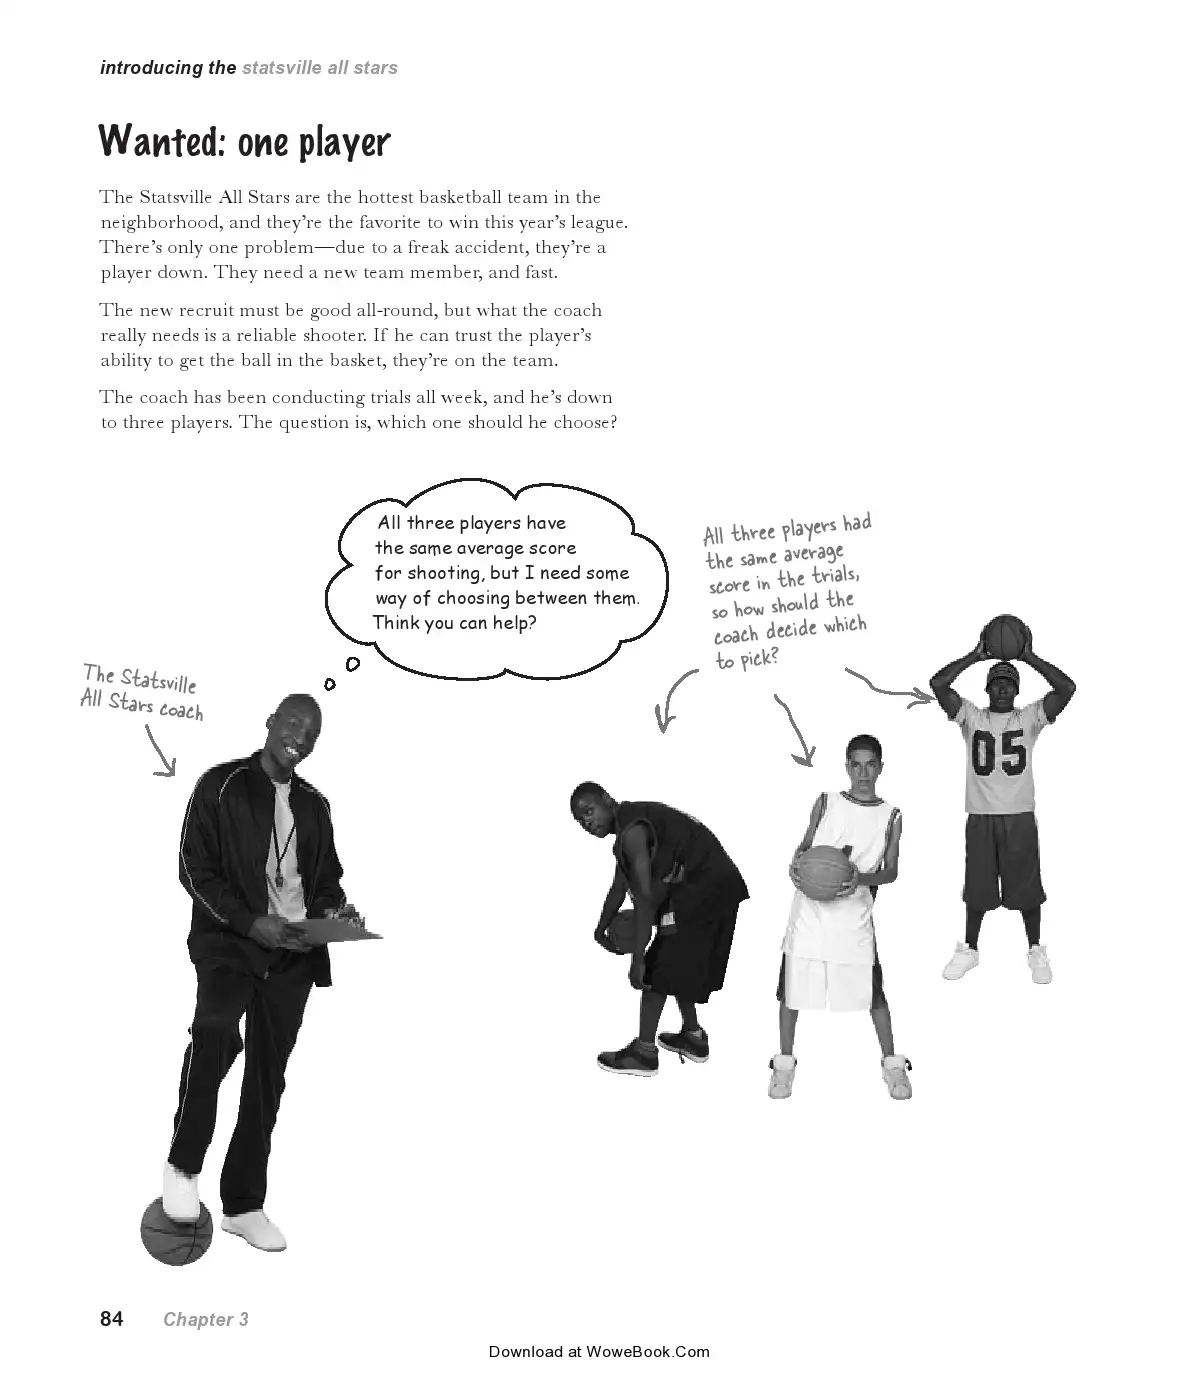 introducing the statsville all stars
Wanted: one player
The Statsville All Stars are the hottest basketball team in the
neighborhood, and they’re the favorite to win this year’s league.
There’s only one problem—due to a freak accident, they’re a
player down. They need a new team member, and fast.
The new recruit must be good all-round, but what the coach
really needs is a reliable shooter. If he can trust the player’s
ability to get the ball in the basket, they’re on the team.
The coach has been conducting trials all week, and he’s down
to three players. The question is, which one should he choose?
All three players have
the same average score
for shooting, but I need some
way of choosing between them.
Think you can help?
All three players had
the same average
score in the trials,
so how should the
coach decide which
to pick?
The Statsville
All Stars coach
05
84 Chapter 3
Download at WoweBook.Com